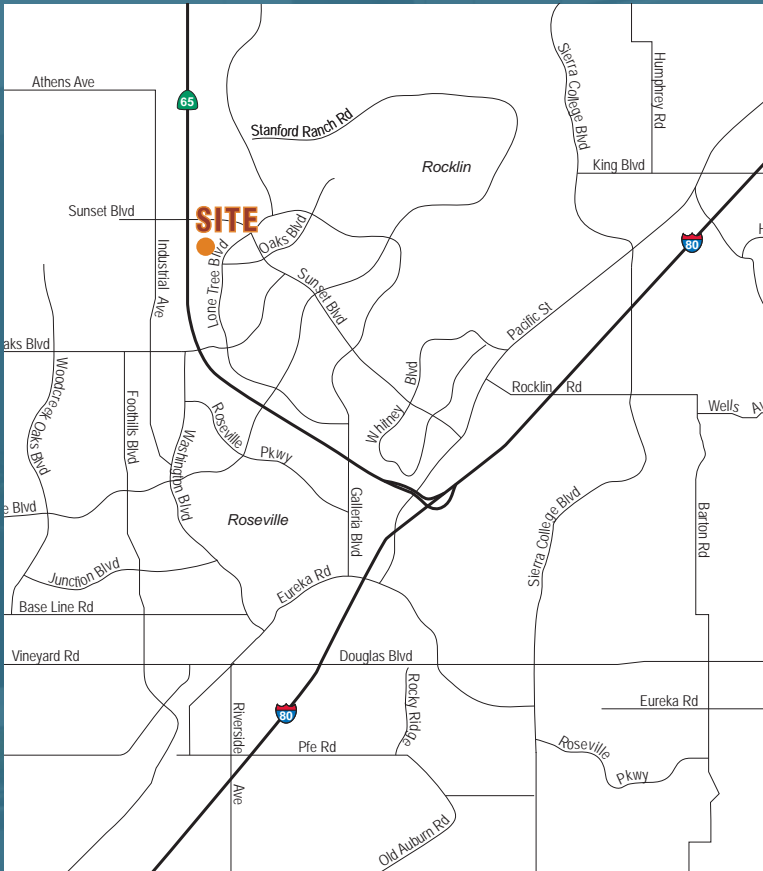 Athens Ave
65
Stanford Ranch Rd
Rocklin
Sierra College Blvd
Humphrey Rd
King Blvd
Sunset Blvd
SITE
Oaks Blvd
Lone Tree Blvd
Industrial Ave
Sunset Blvd
80
H
Pacific St
aks Blvd
Woodcreek Oaks Blvd
Foothills Blvd
Whitney Blvd
Rocklin Rd
Wells Av
Roseville Pkwy
Washington Blvd
Galleria Blvd
e Blvd
Roseville
Barton Rd
Sierra College Blvd
Junction Blvd
Eureka Rd
Base Line Rd
Vineyard Rd
Douglas Blvd
Rocky Ridge
Eureka Rd
80
Riverside Ave
Pfe Rd
Roseville Pkwy
Old Auburn Rd